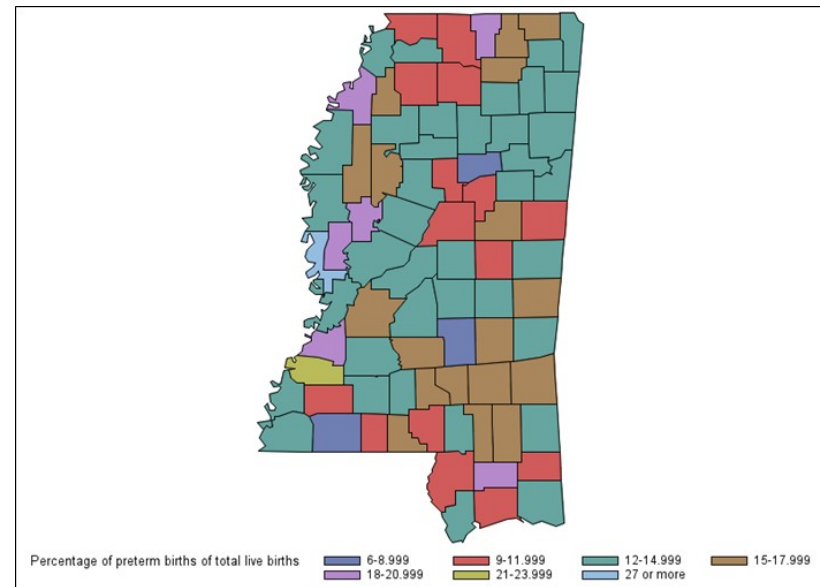 Percentage of preterm births of total live births 6-8.999 9-11.999 12-14.999 15-17.999
18-20.999 21-23.999 27 or more